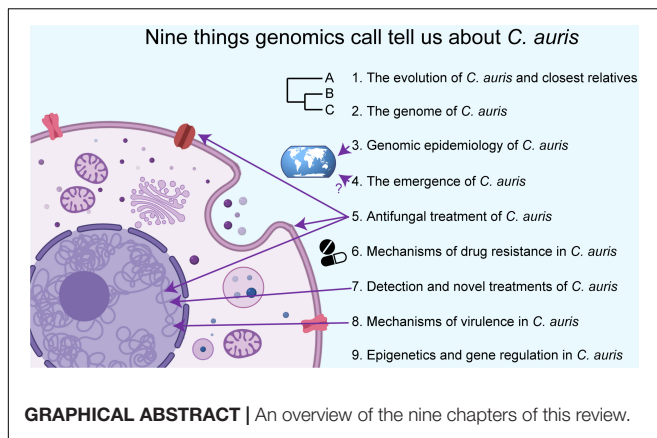 Nine things genomics call tell us about C. auris
A
B
C
1. The evolution of C. auris and closest relatives
2. The genome of C. auris
3. Genomic epidemiology of C. auris
?
4. The emergence of C. auris
5. Antifungal treatment of C. auris
6. Mechanisms of drug resistance in C. auris
7. Detection and novel treatments of C. auris
8. Mechanisms of virulence in C. auris
9. Epigenetics and gene regulation in C. auris
GRAPHICAL ABSTRACT | An overview of the nine chapters of this review.